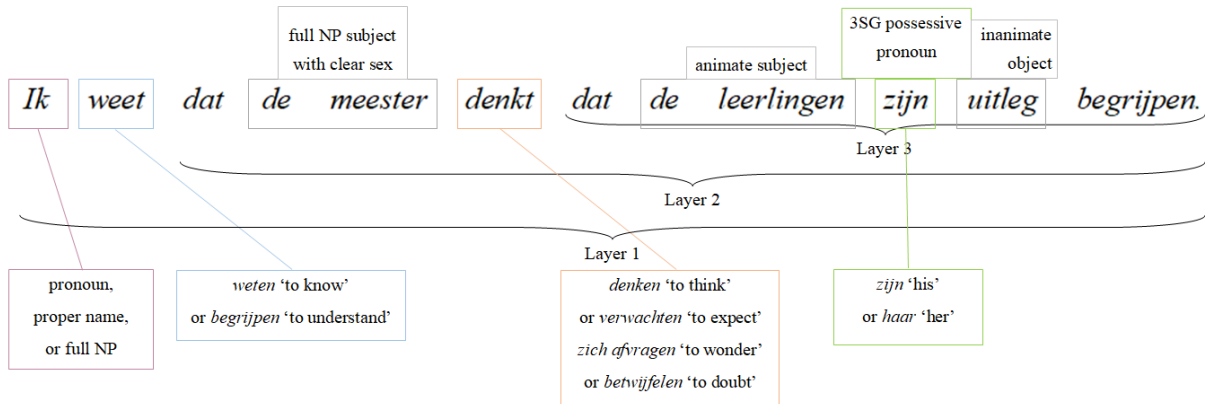 full NP subject
with clear sex
3SG possessive
pronoun
inanimate
object
animate subject
Ik weet dat de meester denkt dat de leerlingen zijn uitleg begrijpen.
Layer 3
Layer 2
Layer 1
pronoun,
proper name,
or full NP
weten ‘to know’
or begrijpen ‘to understand’
denken ‘to think’
or verwachten ‘to expect’
zich afvragen ‘to wonder’
or betwijfelen ‘to doubt’
zijn ‘his’
or haar ‘her’